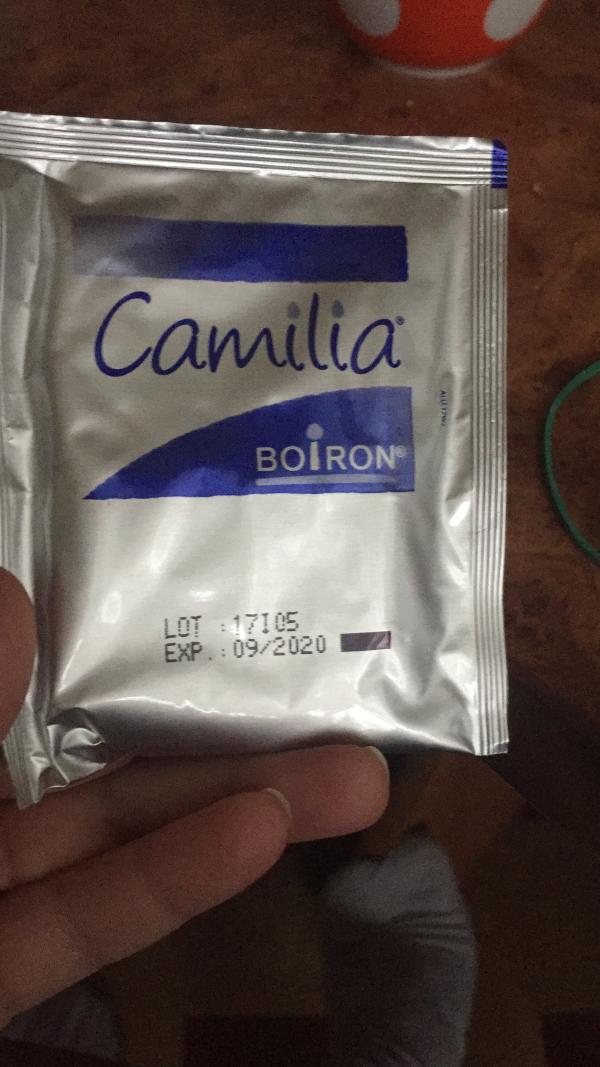 Camilia®
BOIRON®
LOT : 17I05
EXP. : 09/2020